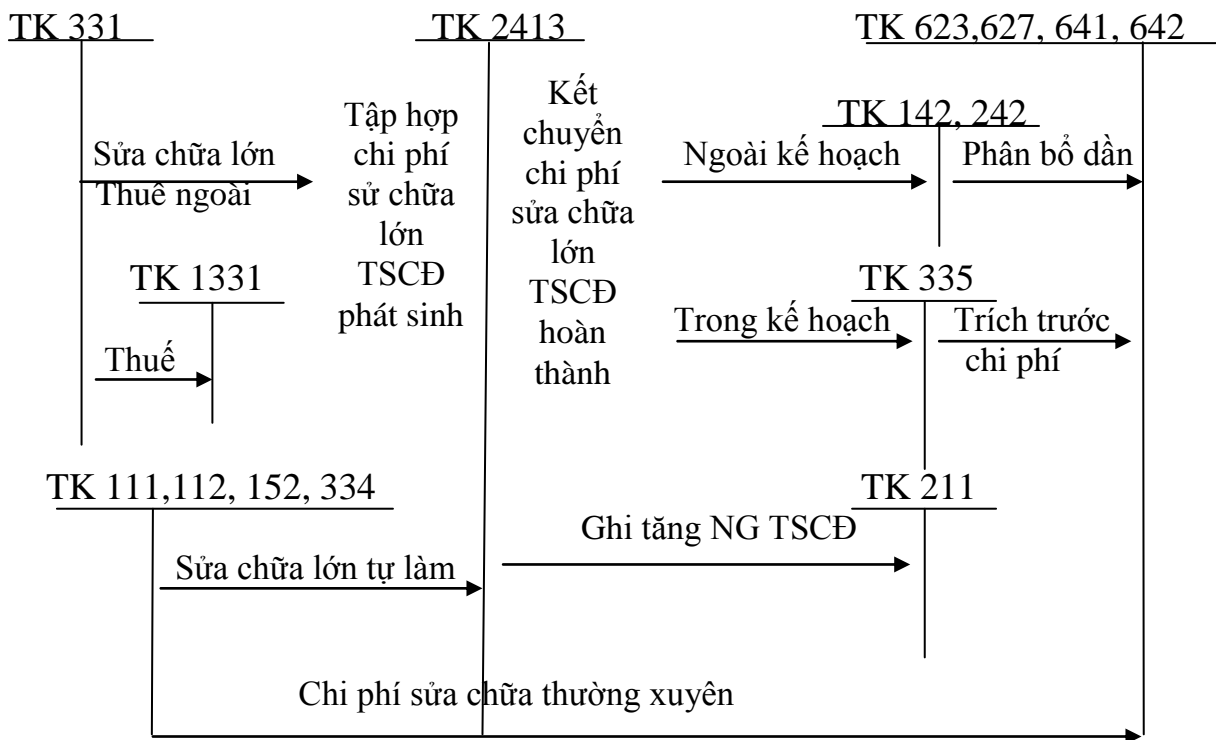 TK 331
TK 2413
TK 623,627, 641, 642
Sửa chữa lớn
Thuê ngoài
Tập hợp
chi phí
sử chữa
lớn
TSCĐ
phát sinh
Kết
chuyển
chi phí
sửa chữa
lớn
TSCĐ
hoàn
thành
TK 142, 242
Ngoài kế hoạch
Phân bổ dần
TK 1331
Thuế
TK 335
Trong kế hoạch
Trích trước
chi phí
TK 111,112, 152, 334
TK 211
Ghi tăng NG TSCĐ
Sửa chữa lớn tự làm
Chi phí sửa chữa thường xuyên